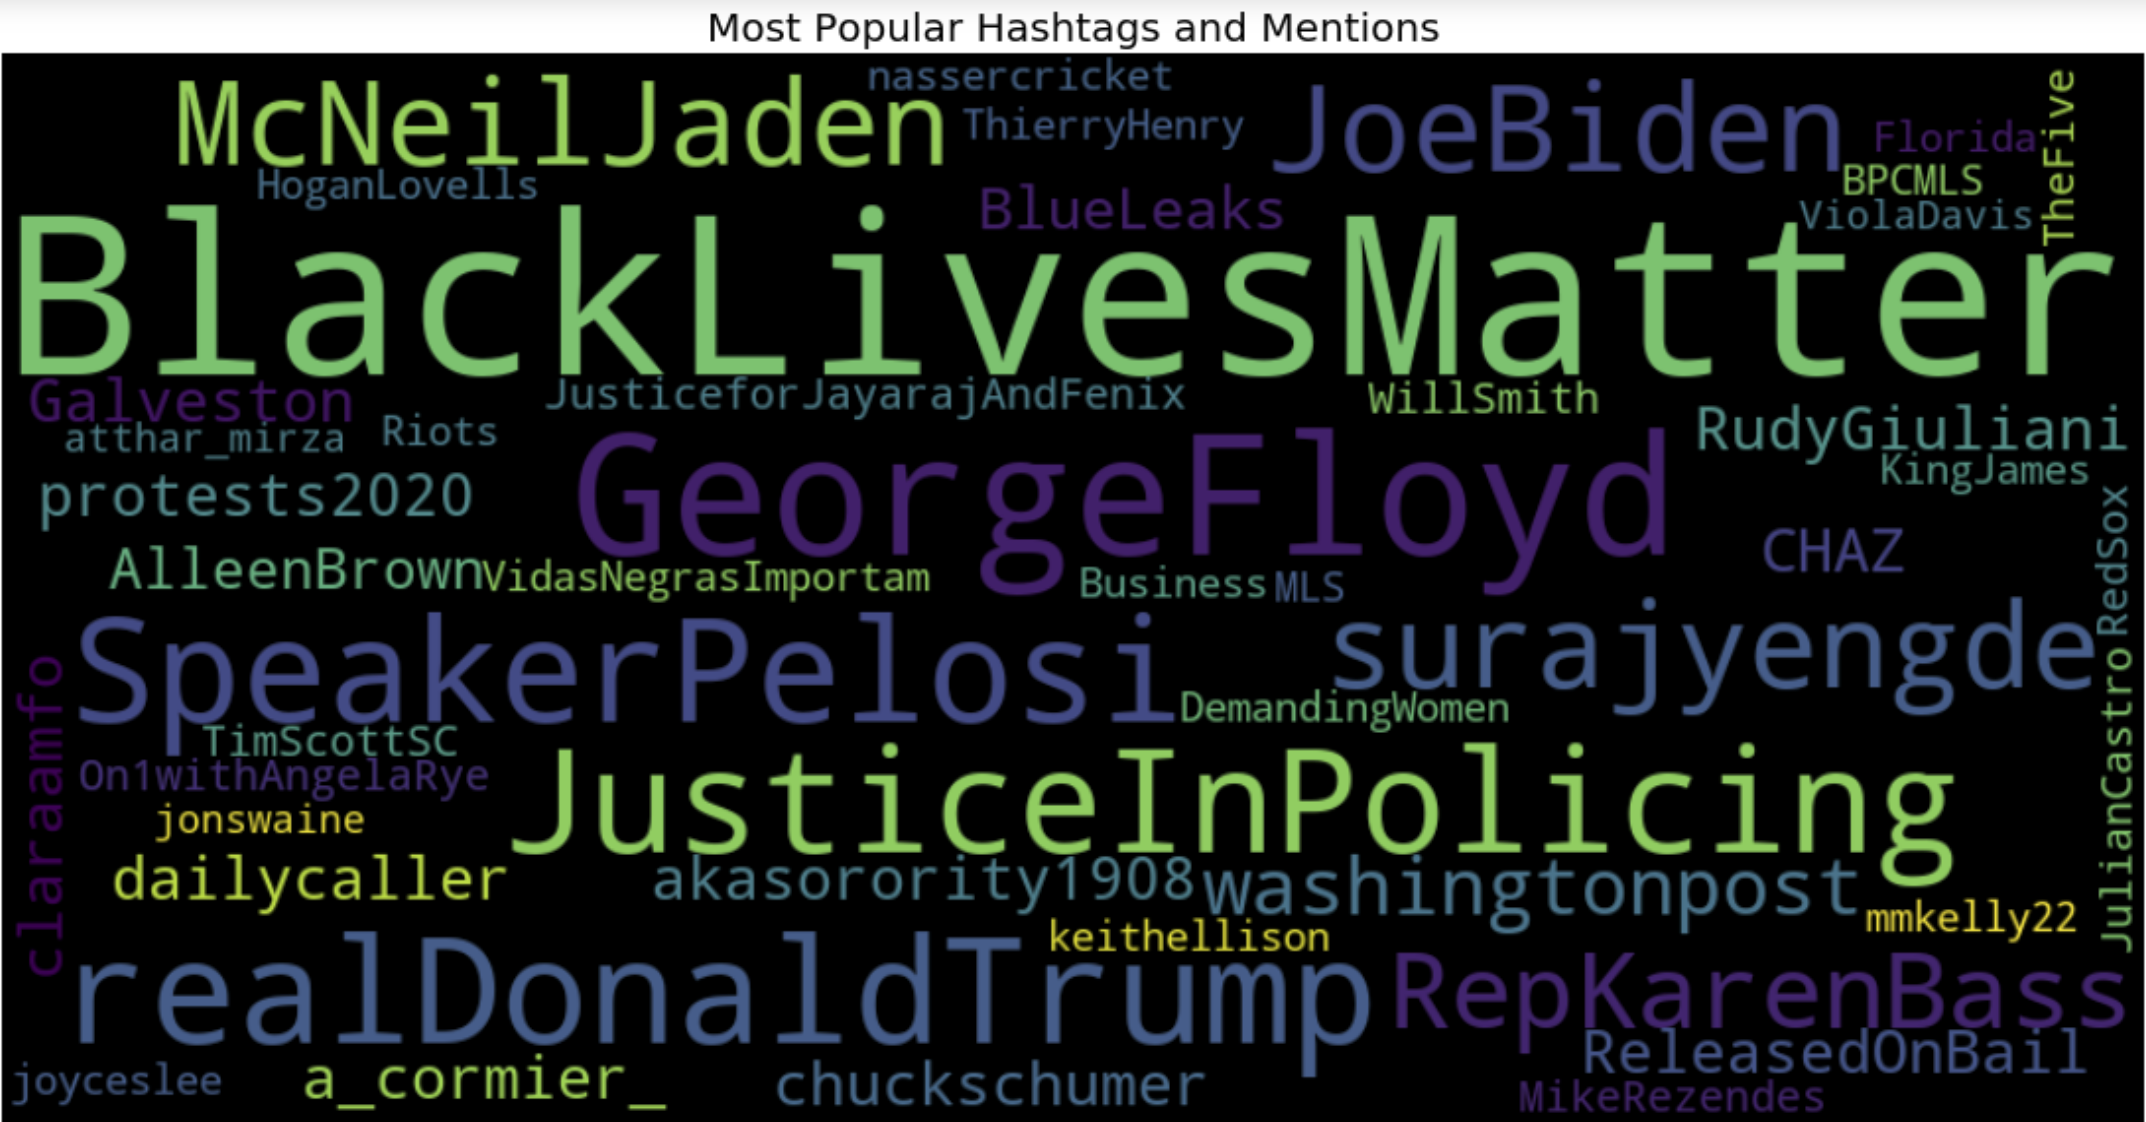 Most Popular Hashtags and Mentions
nassercricket
McNeilJaden
JoeBiden
ThierryHenry
Florida
TheFive
HoganLovells
BPCMLS
BlueLeaks
ViolaDavis
BlackLivesMatter
Galveston
JusticeforJayarajAndFenix
WillSmith
atthar_mirza
Riots
RudyGiuliani
GeorgeFloyd
KingJames
protests2020
CHAZ
RedSox
AlleenBrown
VidasNegrasImportam
Business
MLS
SpeakerPelosi
surajyengde
DemandingWomen
claraamfo
TimScottSC
On1withAngelaRye
JusticeInPolicing
JulianCastro
jonswaine
dailycaller
akasorority1908
washingtonpost
mmkelly22
keithellison
realDonaldTrump
RepKarenBass
ReleasedOnBail
joyceslee
a_cormier_
chuckschumer
MikeRezendes